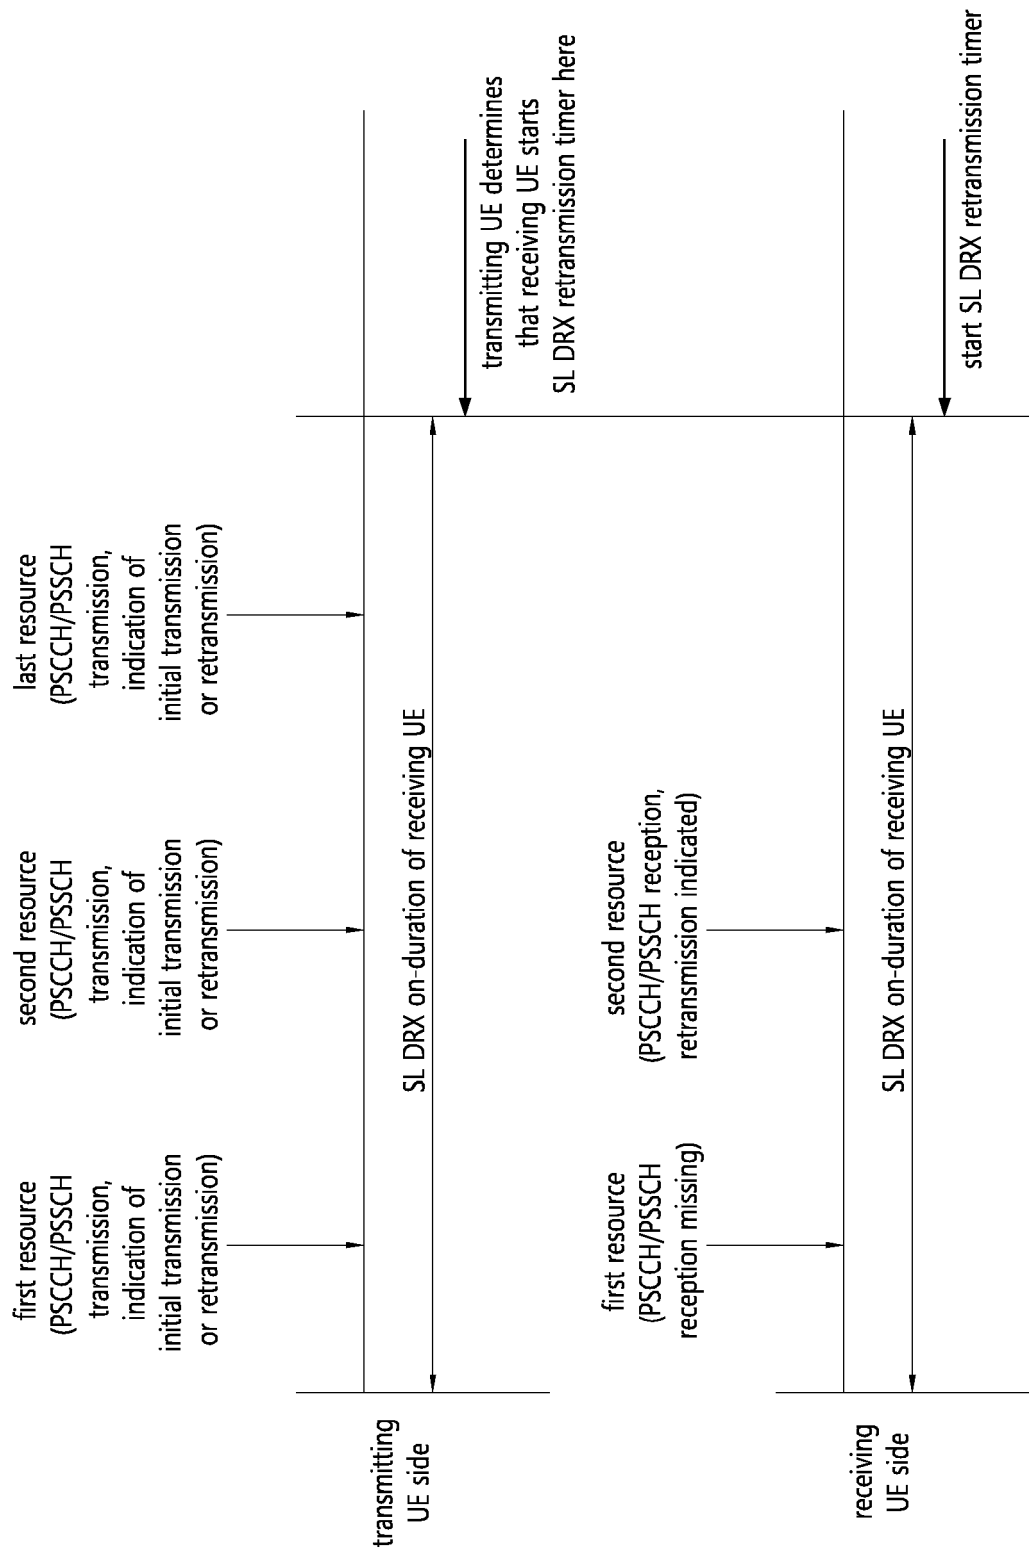 first resource
(PSCCH/PSSCH
transmission,
indication of
initial transmission
or retransmission)
second resource
(PSCCH/PSSCH
transmission,
indication of
initial transmission
or retransmission)
last resource
(PSCCH/PSSCH
transmission,
indication of
initial transmission
or retransmission)
transmitting
UE side
SL DRX on-duration of receiving UE
transmitting UE determines
that receiving UE starts
SL DRX retransmission timer here
first resource
(PSCCH/PSSCH
reception missing)
second resource
(PSCCH/PSSCH reception,
retransmission indicated)
receiving
UE side
SL DRX on-duration of receiving UE
start SL DRX retransmission timer